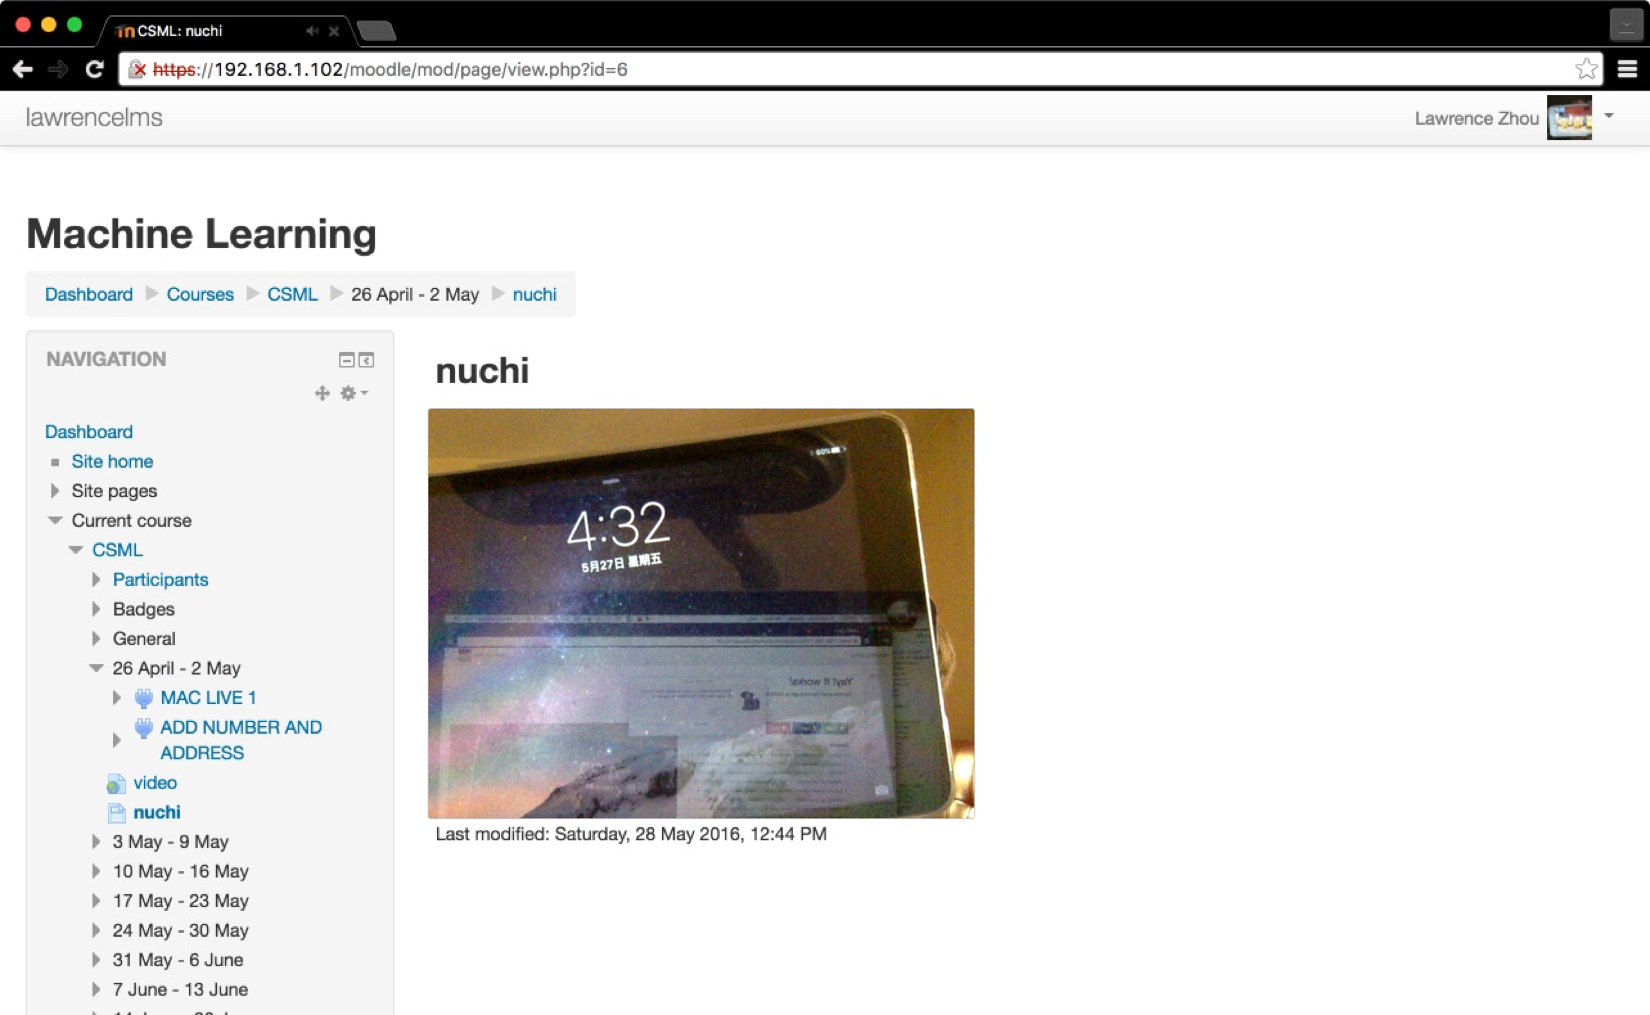 CSML: nuchi
https://192.168.1.102/moodle/mod/page/view.php?id=6
lawrencelms
Lawrence Zhou
Machine Learning
Dashboard Courses CSML 26 April - 2 May nuchi
NAVIGATION
Dashboard
Site home
Site pages
Current course
CSML
Participants
Badges
General
26 April - 2 May
MAC LIVE 1
ADD NUMBER AND
ADDRESS
video
nuchi
3 May - 9 May
10 May - 16 May
17 May - 23 May
24 May - 30 May
31 May - 6 June
7 June - 13 June
nuchi
60%
4:32
5月27日 星期五
Yay! It works!
Last modified: Saturday, 28 May 2016, 12:44 PM